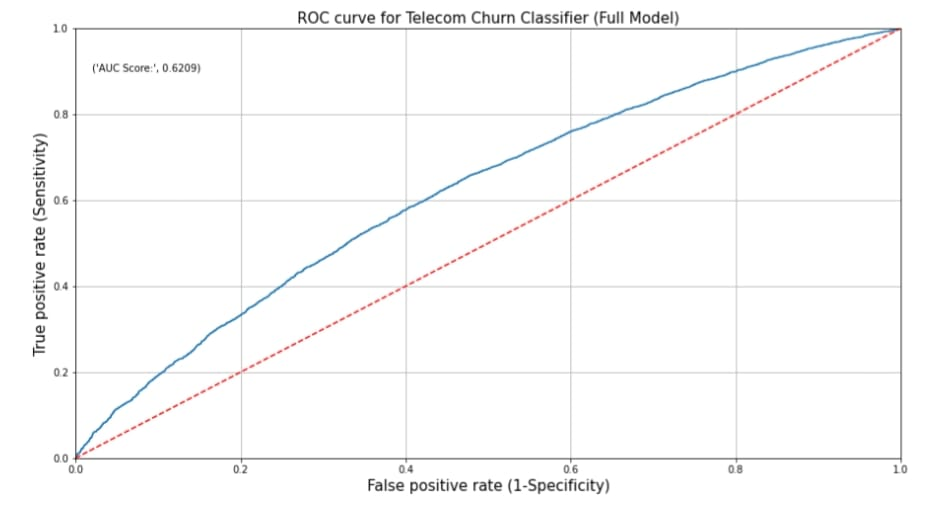 ROC curve for Telecom Churn Classifier (Full Model)
1.0
('AUC Score:', 0.6209)
0.8
0.6
0.4
0.2
0.0
True positive rate (Sensitivity)
0.0 0.2 0.4 0.6 0.8 1.0
False positive rate (1-Specificity)